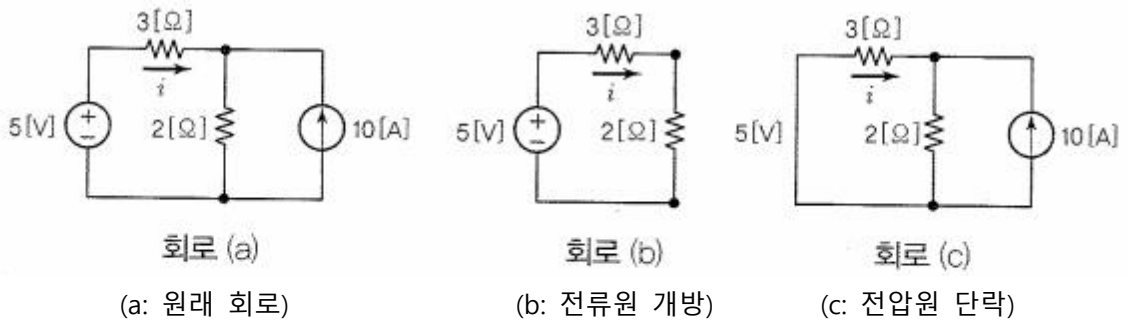 3[Ω]
i
5[V]
2[Ω]
10[A]
회로 (a)
(a: 원래 회로)
3[Ω]
i
5[V]
2[Ω]
회로 (b)
(b: 전류원 개방)
3[Ω]
i
5[V]
2[Ω]
10[A]
회로 (c)
(c: 전압원 단락)